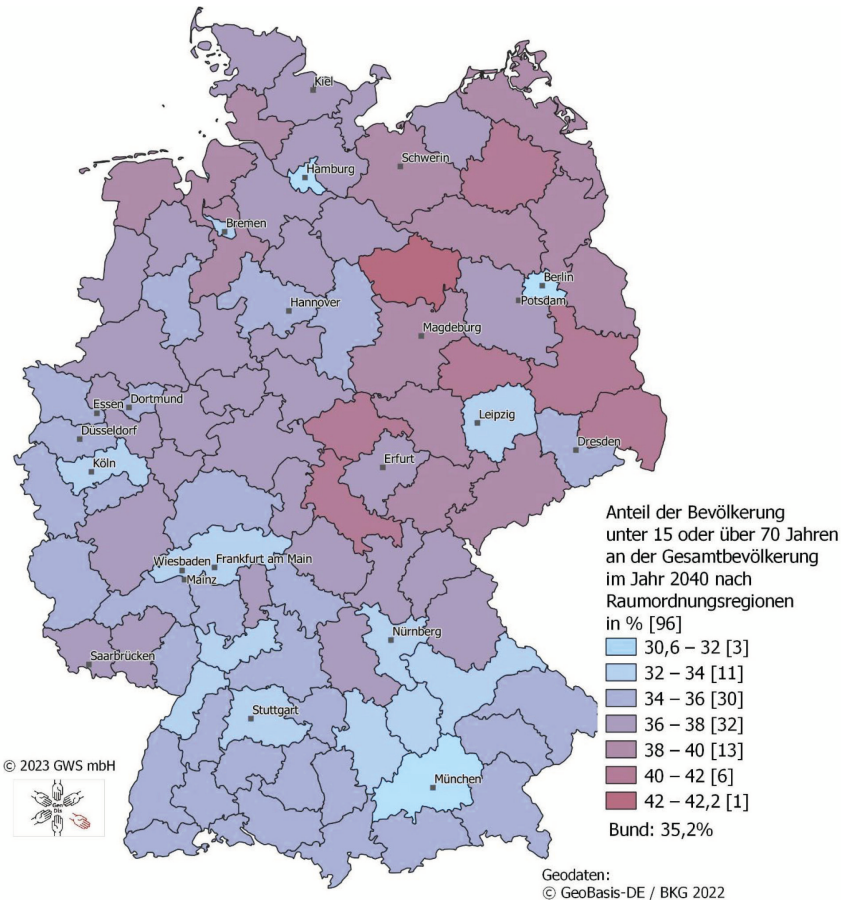 Kiel
Schwerin
Hamburg
Bremen
Berlin
Potsdam
Hannover
Magdeburg
Essen
Dortmund
Düsseldorf
Leipzig
Dresden
Köln
Erfurt
Wiesbaden
Frankfurt am Main
Mainz
Nürnberg
Saarbrücken
Stuttgart
München
Anteil der Bevölkerung
unter 15 oder über 70 Jahren
an der Gesamtbevölkerung
im Jahr 2040 nach
Raumordnungsregionen
in % [96]
30,6 – 32 [3]
32 – 34 [11]
34 – 36 [30]
36 – 38 [32]
38 – 40 [13]
40 – 42 [6]
42 – 42,2 [1]
Bund: 35,2%
© 2023 GWS mbH
Geodaten:
© GeoBasis-DE / BKG 2022